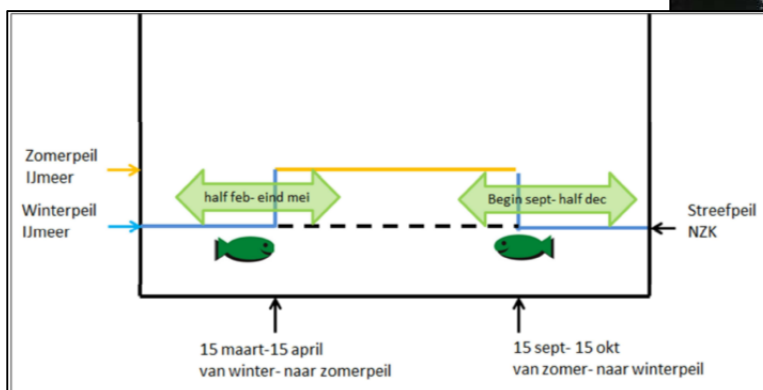 Zomerpeil
IJmeer
half feb- eind mei
Begin sept- half dec
Winterpeil
IJmeer
Streefpeil
NZK
15 maart-15 april
van winter- naar zomerpeil
15 sept- 15 okt
van zomer- naar winterpeil